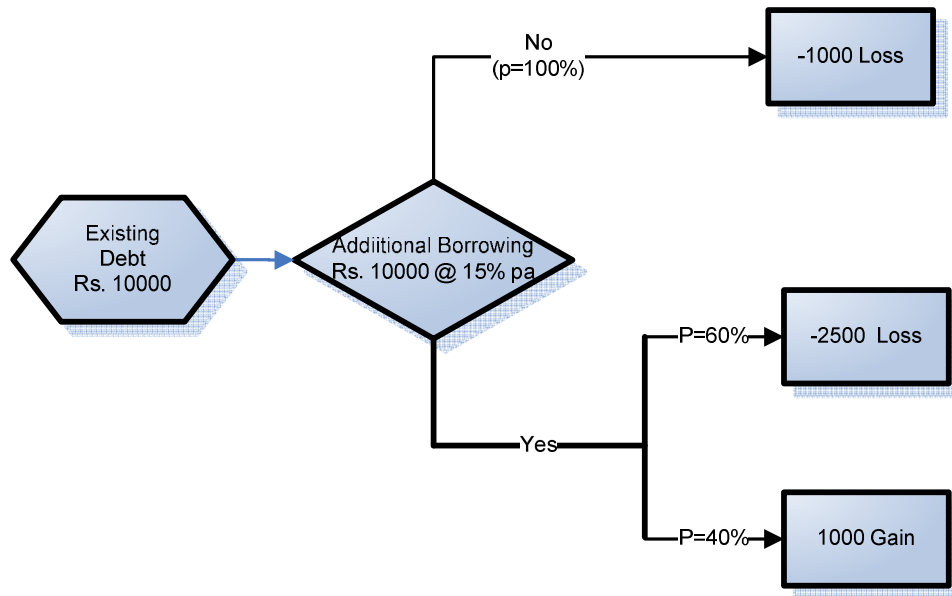 No
(p=100%)
-1000 Loss
Existing
Debt
Rs. 10000
Addiitional Borrowing
Rs. 10000 @ 15% pa
P=60%
-2500 Loss
Yes
P=40%
1000 Gain